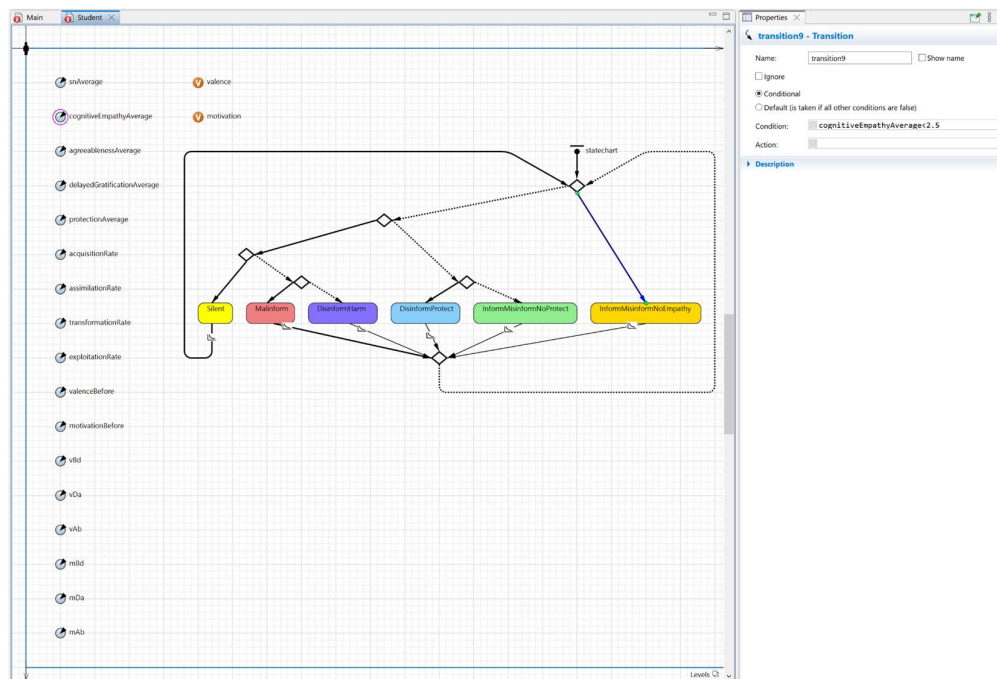 Main
Student
snAverage
valence
cognitiveEmpathyAverage
motivation
agreeablenessAverage
statechart
delayedGratificationAverage
protectionAverage
acquisitionRate
assimilationRate
Silent
Malinform
DisinformHarm
DisinformProtect
InformMisinformNoProtect
InformMisinformNoEmpathy
transformationRate
exploitationRate
valenceBefore
motivationBefore
vBd
vDa
vAb
mBd
mDa
mAb
Levels
Properties
transition9 - Transition
Name: transition9 Show name
Ignore
Conditional
Default (is taken if all other conditions are false)
Condition: cognitiveEmpathyAverage<2.5
Action:
Description